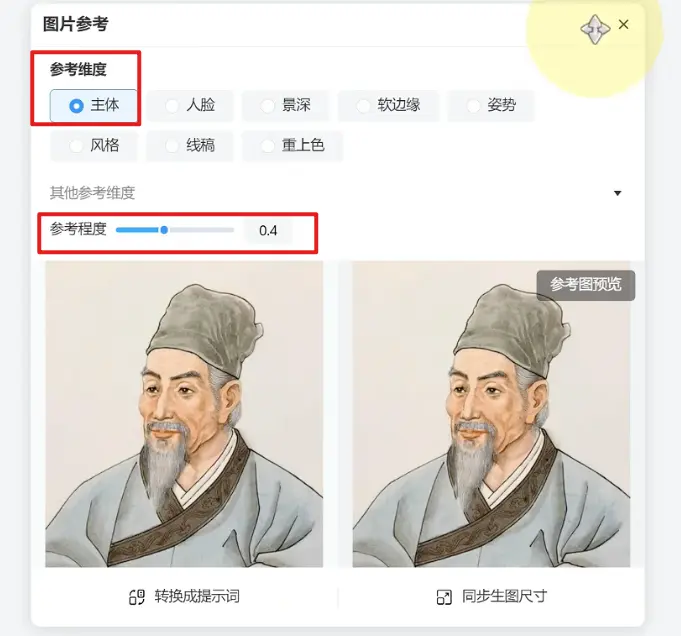 图片参考
参考维度
主体 人脸 景深 软边缘 姿势
风格 线稿 重上色
其他参考维度
参考程度 0.4
参考图预览
转换成提示词 同步生图尺寸